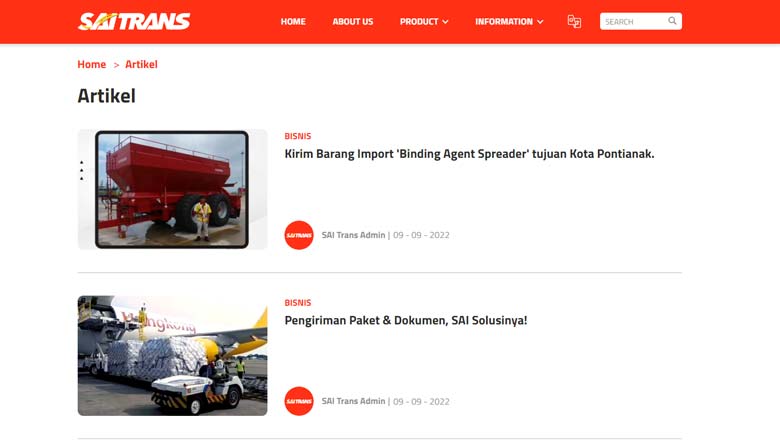 SAITRANS
HOME
ABOUT US
PRODUCT
INFORMATION
SEARCH
Home > Artikel
Artikel
BISNIS
Kirim Barang Import 'Binding Agent Spreader' tujuan Kota Pontianak.
SAITRANS
SAI Trans Admin | 09 - 09 - 2022
Hongkong
BISNIS
Pengiriman Paket & Dokumen, SAI Solusinya!
SAITRANS
SAI Trans Admin | 09 - 09 - 2022